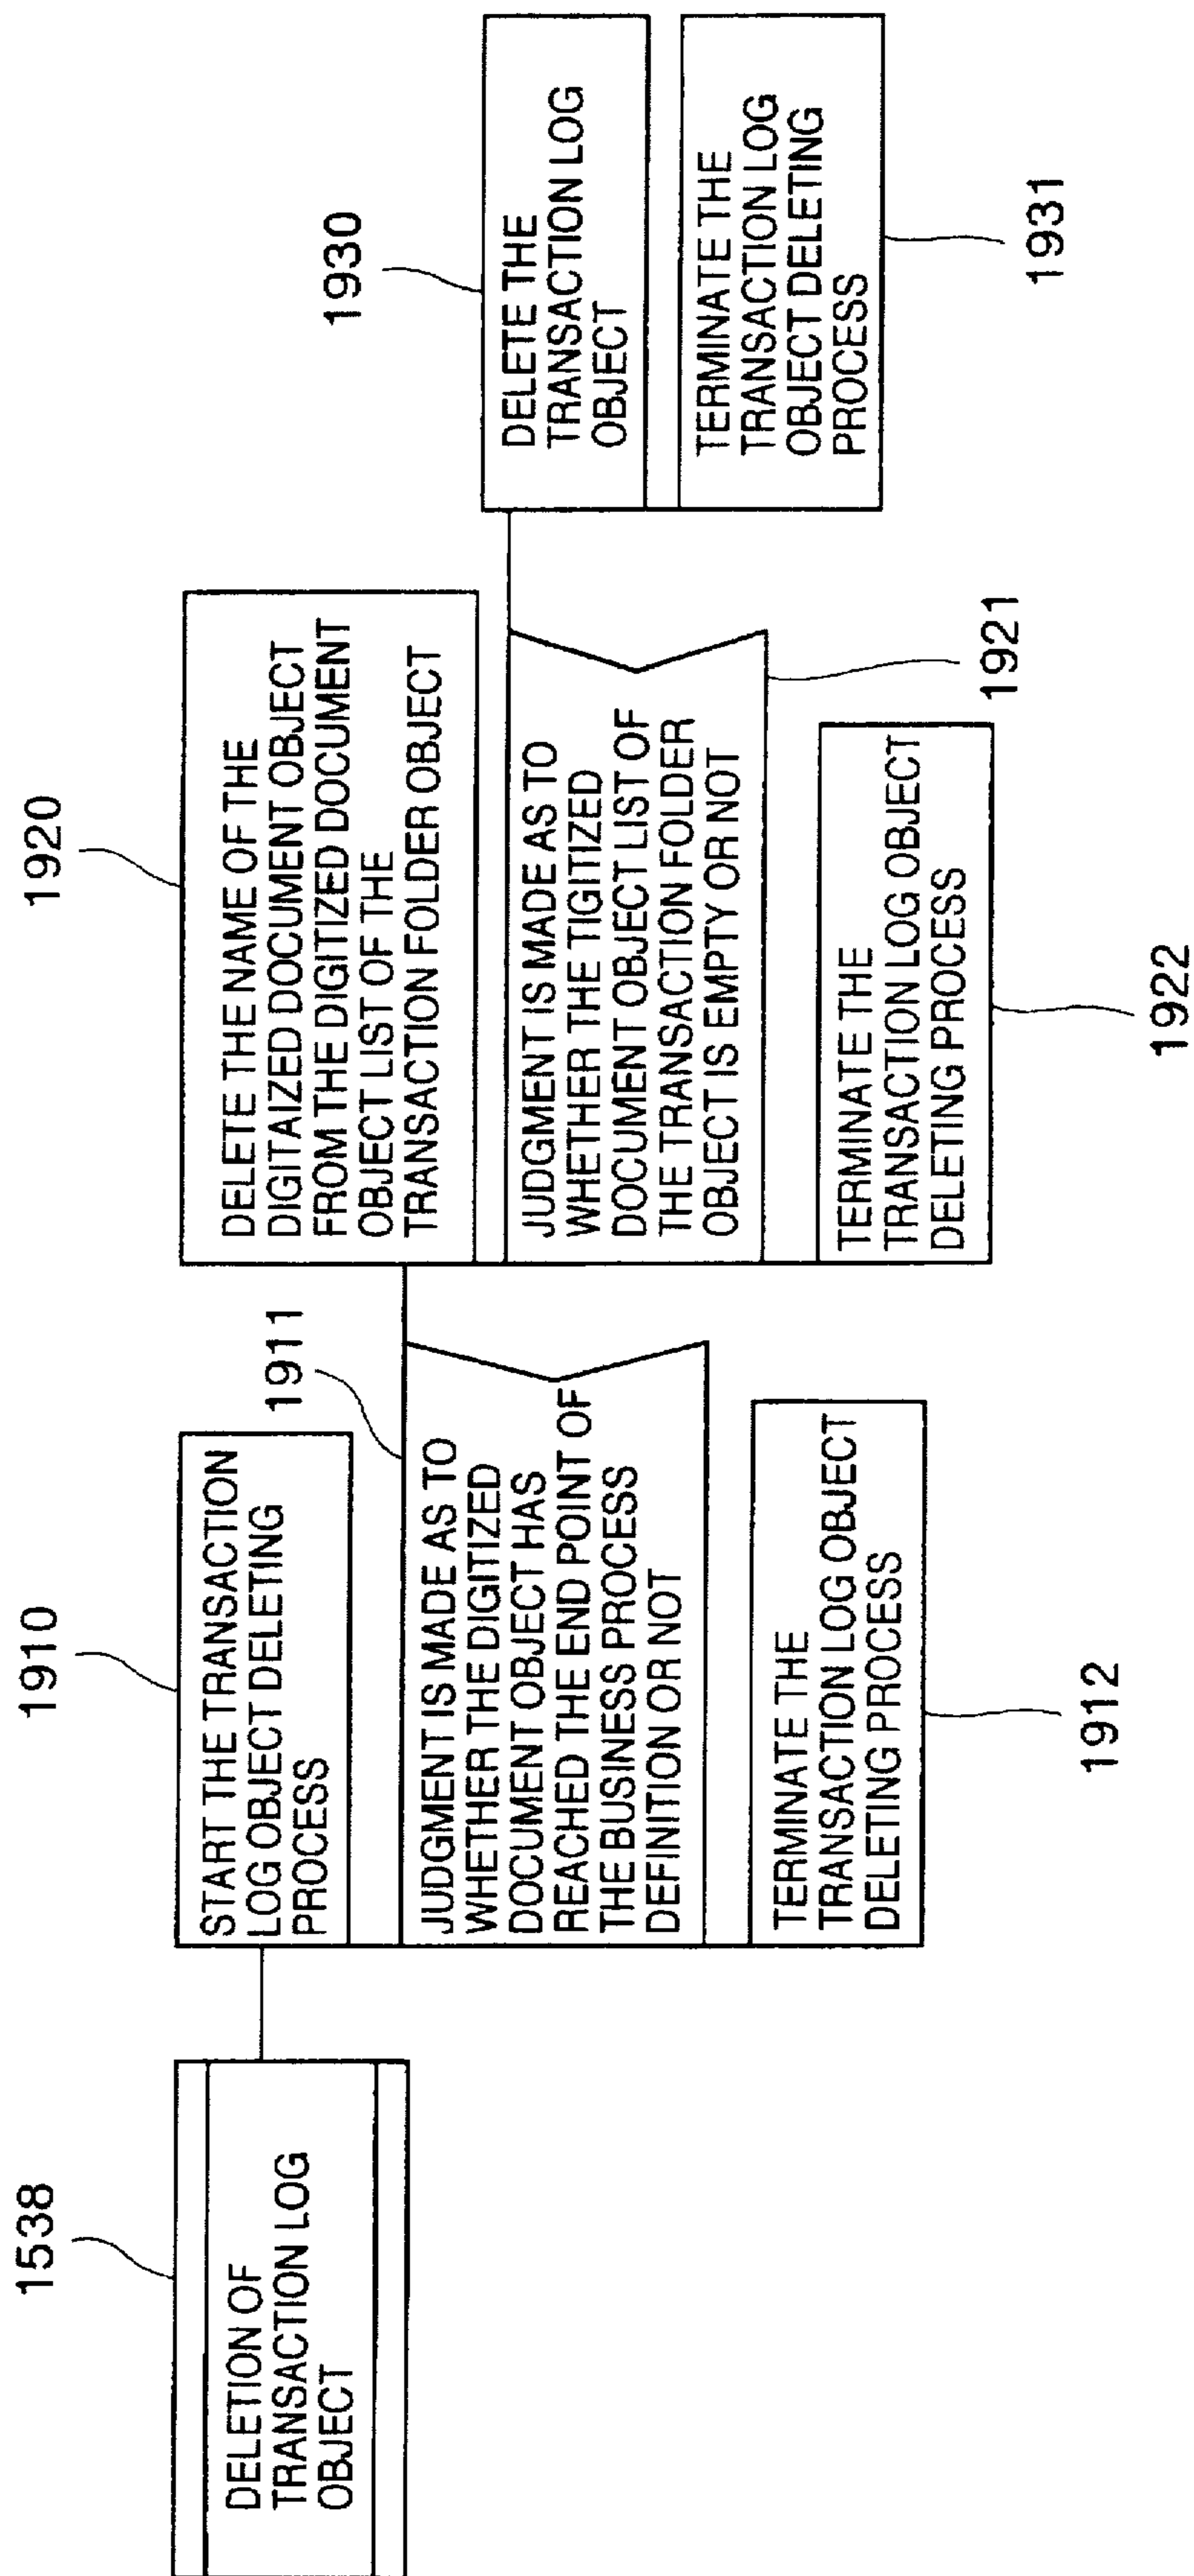 1538
DELETION OF
TRANSACTION LOG
OBJECT
1910
START THE TRANSACTION
LOG OBJECT DELETING
PROCESS
1911
JUDGMENT IS MADE AS TO
WHETHER THE DIGITIZED
DOCUMENT OBJECT HAS
REACHED THE END POINT OF
THE BUSINESS PROCESS
DEFINITION OR NOT
TERMINATE THE
TRANSACTION LOG OBJECT
DELETING PROCESS
1912
1920
DELETE THE NAME OF THE
DIGITAIZED DOCUMENT OBJECT
FROM THE DIGITIZED DOCUMENT
OBJECT LIST OF THE
TRANSACTION FOLDER OBJECT
JUDGMENT IS MADE AS TO
WHETHER THE TIGITIZED
DOCUMENT OBJECT LIST OF
THE TRANSACTION FOLDER
OBJECT IS EMPTY OR NOT
1921
TERMINATE THE
TRANSACTION LOG OBJECT
DELETING PROCESS
1922
1930
DELETE THE
TRANSACTION LOG
OBJECT
TERMINATE THE
TRANSACTION LOG
OBJECT DELETING
PROCESS
1931